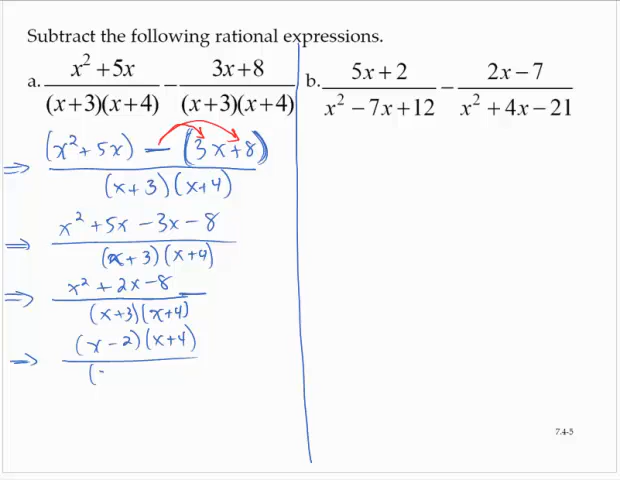 Subtract the following rational expressions.
a. (x² + 5x)/((x+3)(x+4)) − (3x+8)/((x+3)(x+4))
b. (5x+2)/(x² − 7x + 12) − (2x − 7)/(x² + 4x − 21)
⇒ ((x² + 5x) − (3x + 8))/((x+3)(x+4))
⇒ (x² + 5x − 3x − 8)/((x+3)(x+4))
⇒ (x² + 2x − 8)/((x+3)(x+4))
⇒ (x − 2)(x+4)/(
7.4-5